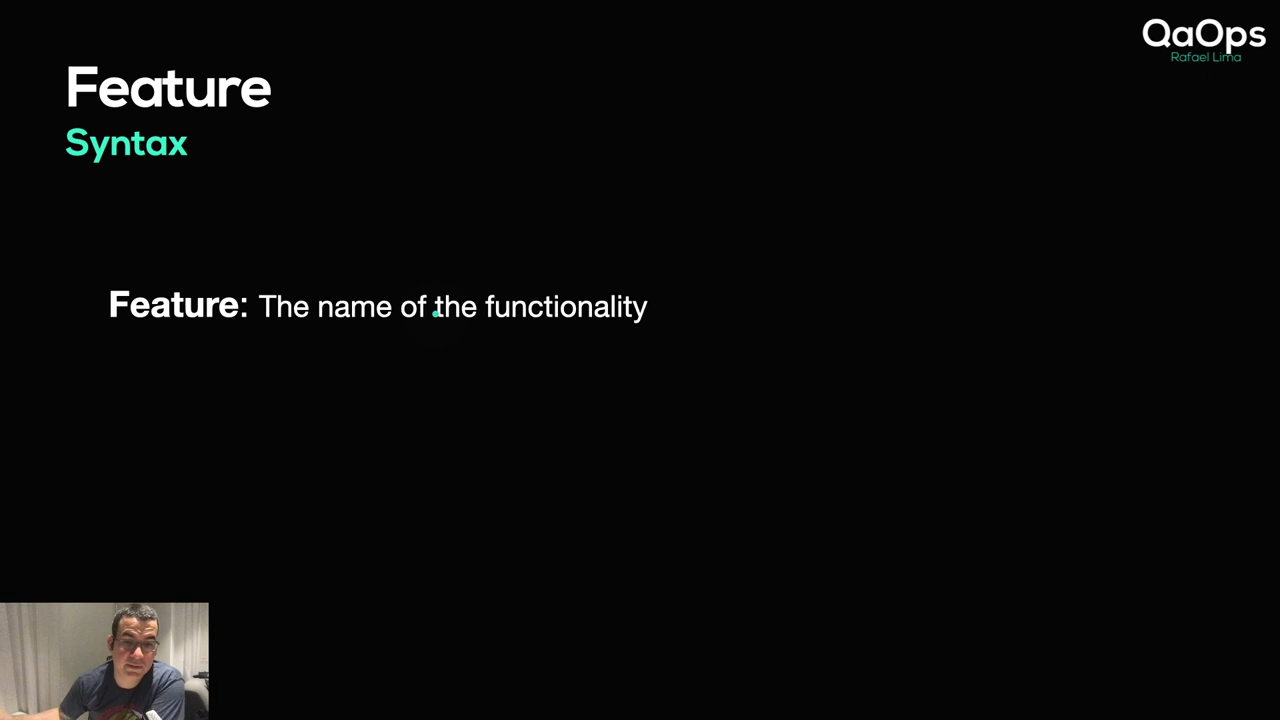 QaOps
Rafael Lima
Feature
Syntax
Feature: The name of the functionality